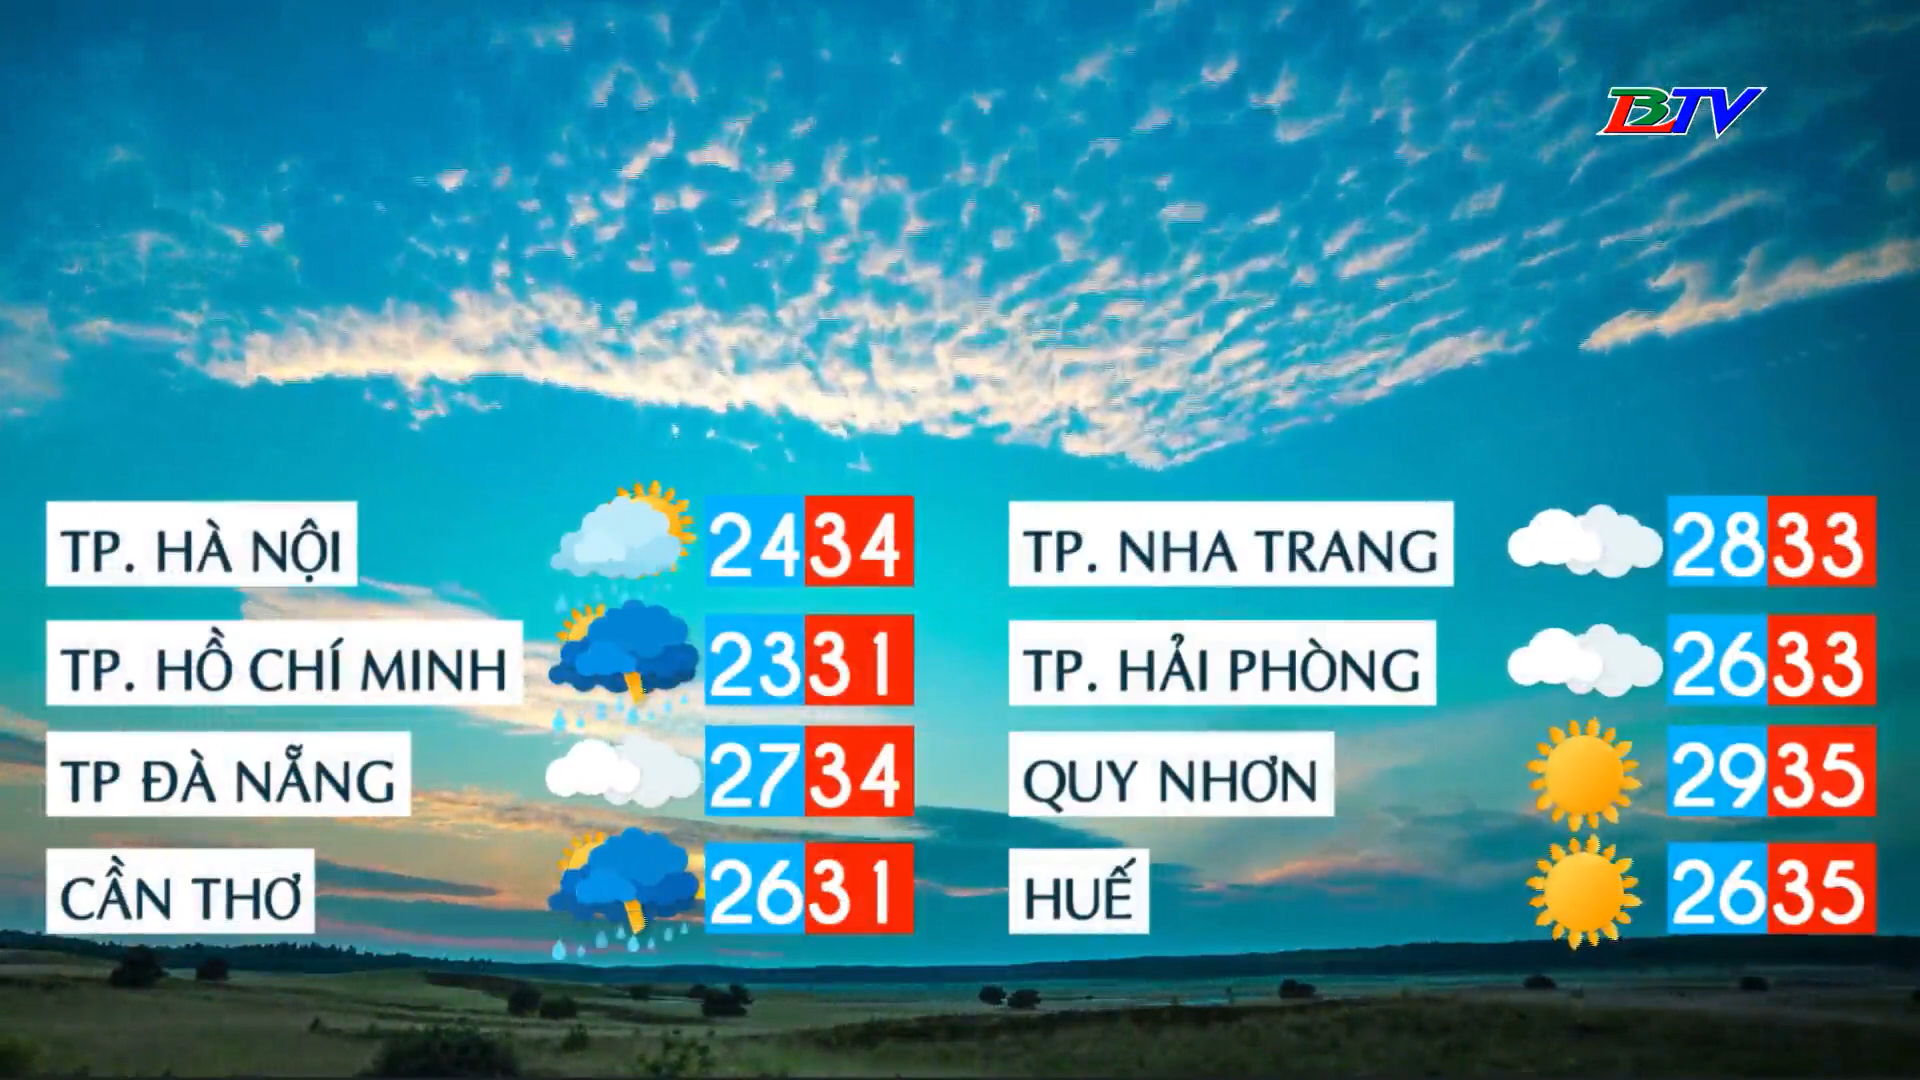 BTV
TP. HÀ NỘI 24 34
TP. HỒ CHÍ MINH 23 31
TP ĐÀ NẴNG 27 34
CẦN THƠ 26 31
TP. NHA TRANG 28 33
TP. HẢI PHÒNG 26 33
QUY NHƠN 29 35
HUẾ 26 35